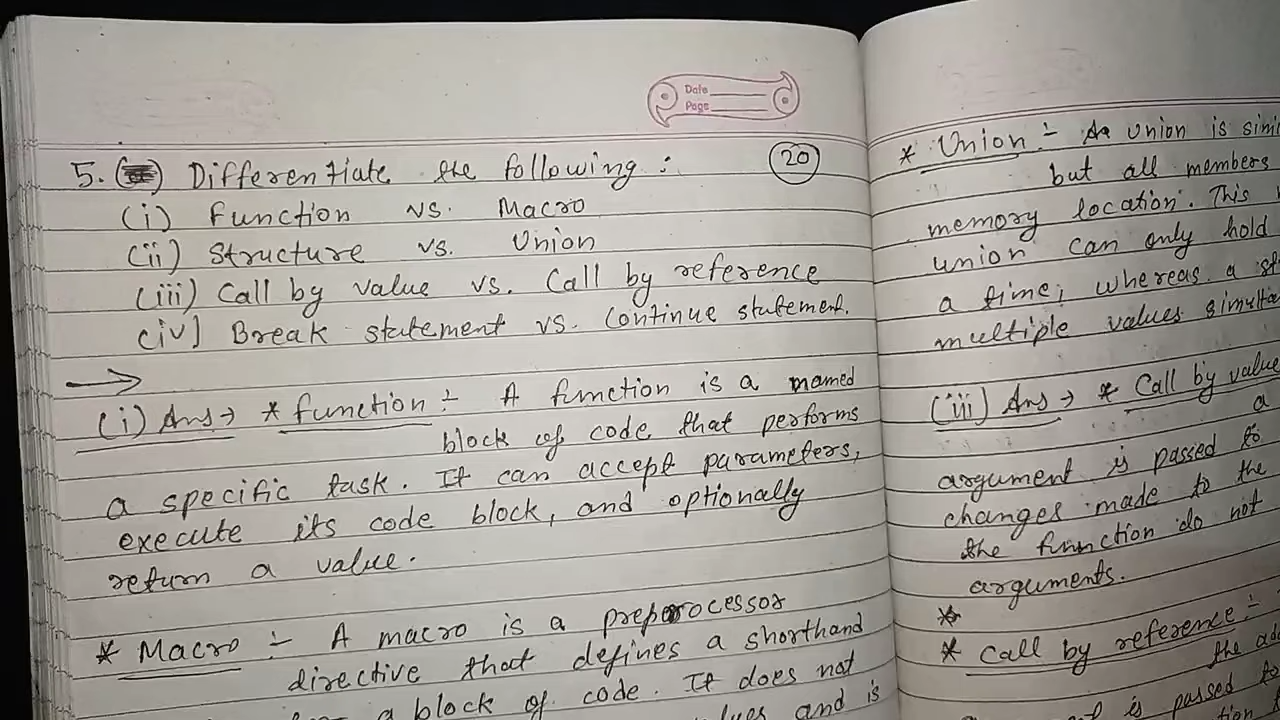 Date
Page
5. Differentiate the following : 20
(i) Function vs. Macro
(ii) Structure vs. Union
(iii) Call by value vs. Call by reference
(iv) Break statement vs. Continue statement.
(i) Ans → * function :- A function is a named
block of code that performs
a specific task. It can accept parameters,
execute its code block, and optionally
return a value.
* Macro :- A macro is a preprocessor
directive that defines a shorthand
a block of code. It does not
and is
* Union :- A union is
but all members
memory location. This
union can only hold
a time; whereas a
multiple values
(iii) Ans → * Call by value
a
argument is passed to
changes made to the
the function do not
arguments.
*
* Call by reference :-
the
is passed to